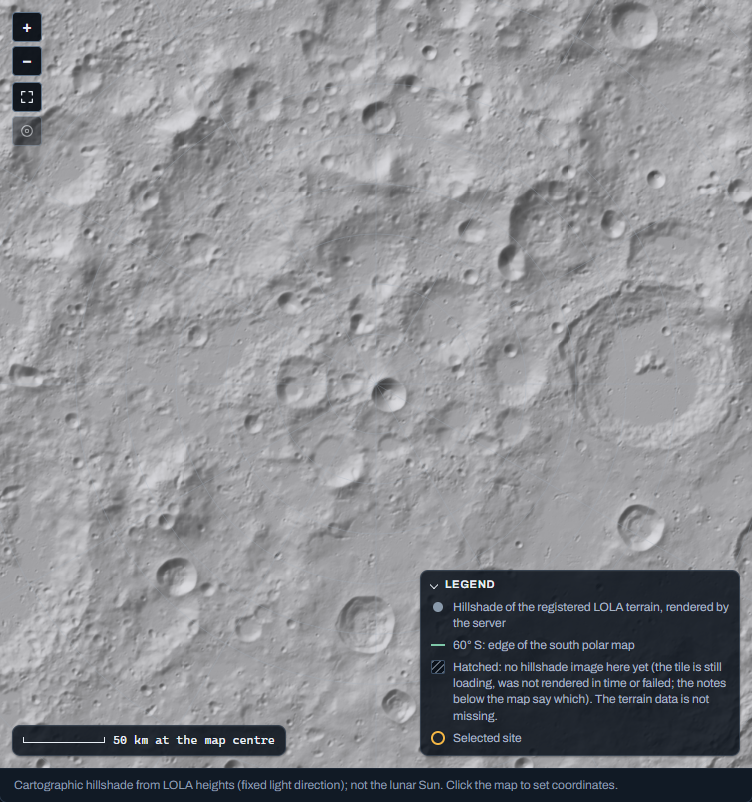 +
−
LEGEND
Hillshade of the registered LOLA terrain, rendered by
the server
60° S: edge of the south polar map
Hatched: no hillshade image here yet (the tile is still
loading, was not rendered in time or failed; the notes
below the map say which). The terrain data is not
missing.
Selected site
50 km at the map centre
Cartographic hillshade from LOLA heights (fixed light direction); not the lunar Sun. Click the map to set coordinates.